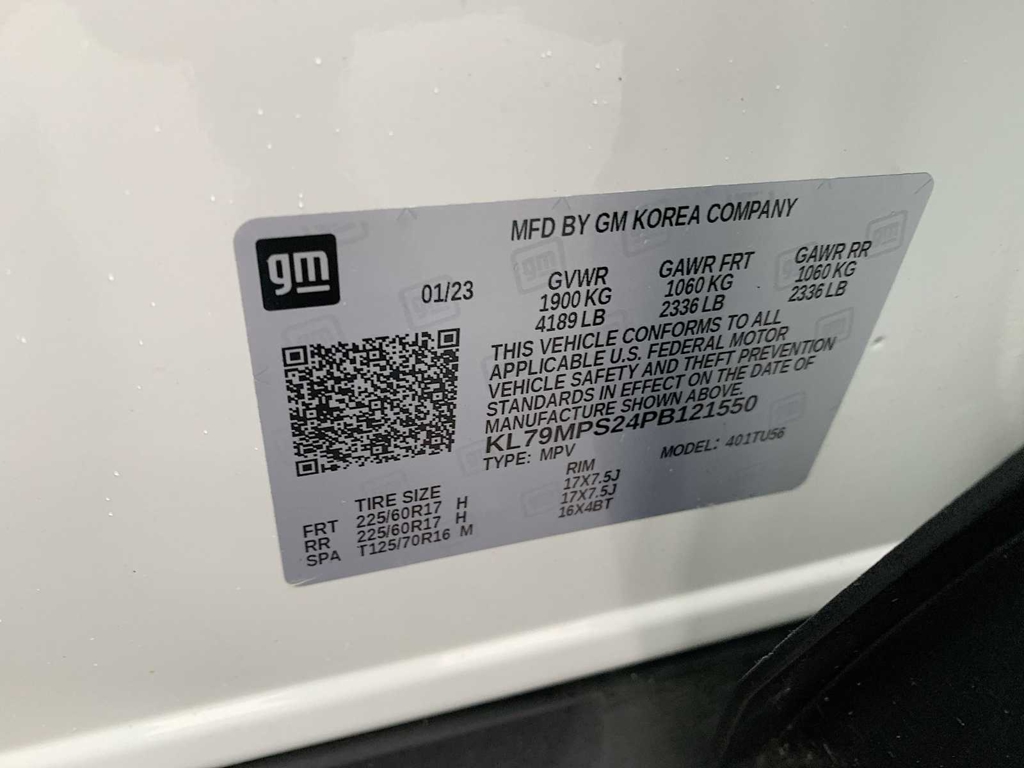 gm
MFD BY GM KOREA COMPANY
01/23
GVWR
1900 KG
4189 LB
GAWR FRT
1060 KG
2336 LB
GAWR RR
1060 KG
2336 LB
THIS VEHICLE CONFORMS TO ALL
APPLICABLE U.S. FEDERAL MOTOR
VEHICLE SAFETY AND THEFT PREVENTION
STANDARDS IN EFFECT ON THE DATE OF
MANUFACTURE SHOWN ABOVE.
KL79MPS24PB121550
TYPE: MPV MODEL: 401TU56
TIRE SIZE RIM
FRT 225/60R17 H 17X7.5J
RR 225/60R17 H 17X7.5J
SPA T125/70R16 M 16X4BT